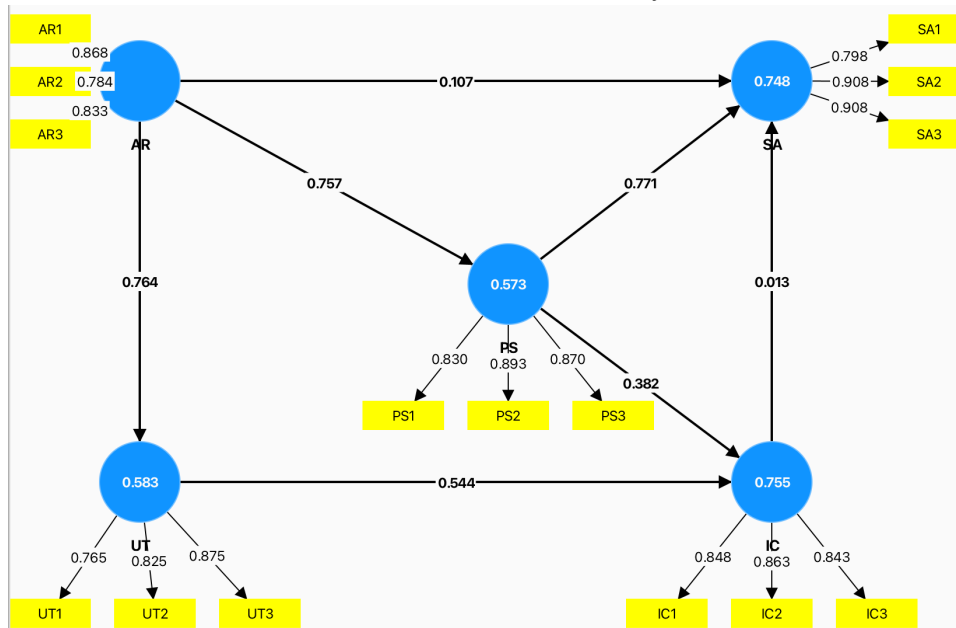 AR1
SA1
0.868
0.798
AR2
0.784
0.107
0.748
0.908
SA2
0.833
0.908
AR3
SA3
AR
SA
0.757
0.771
0.764
0.573
0.013
PS
0.830
0.893
0.870
0.382
PS1
PS2
PS3
0.583
0.544
0.755
UT
IC
0.765
0.825
0.875
0.848
0.863
0.843
UT1
UT2
UT3
IC1
IC2
IC3